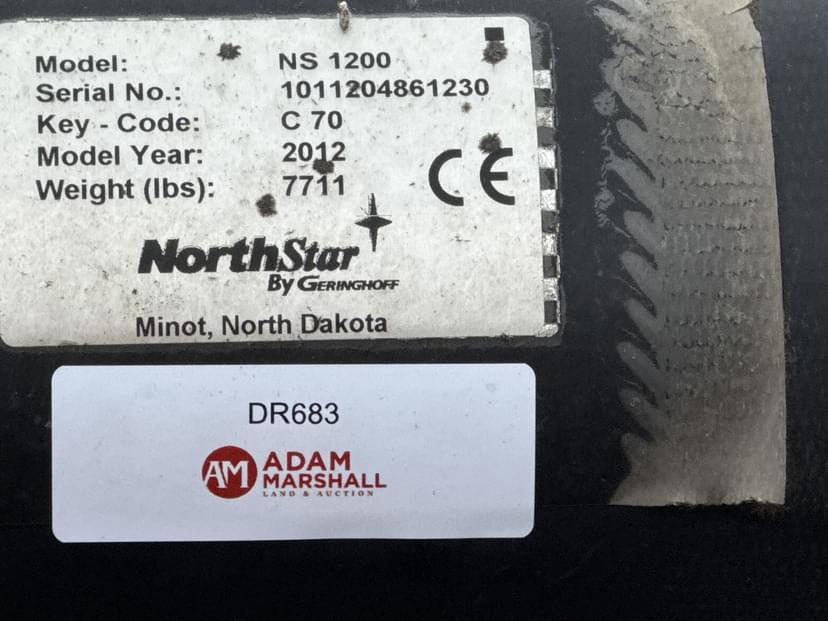 Model: NS 1200
Serial No.: 1011204861230
Key - Code: C 70
Model Year: 2012
Weight (lbs): 7711
CE
NorthStar
By GERINGHOFF
Minot, North Dakota
DR683
AM ADAM
MARSHALL
LAND & AUCTION